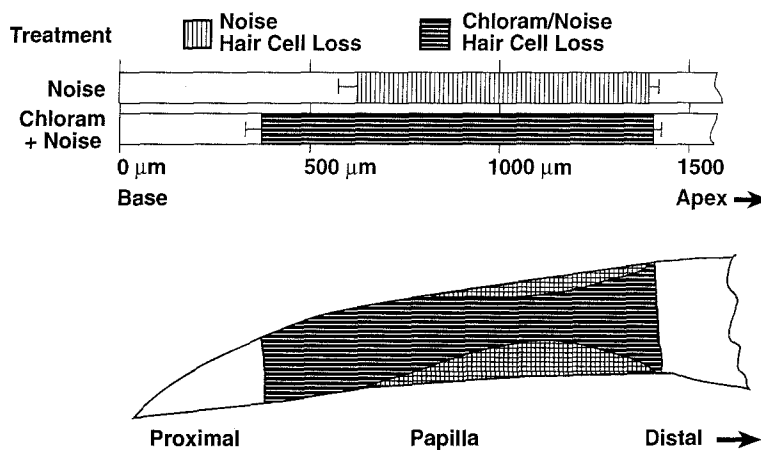 Treatment
Noise
Hair Cell Loss
Chloram/Noise
Hair Cell Loss
Noise
Chloram
+ Noise
0 μm
500 μm
1000 μm
1500
Base
Apex
Proximal
Papilla
Distal